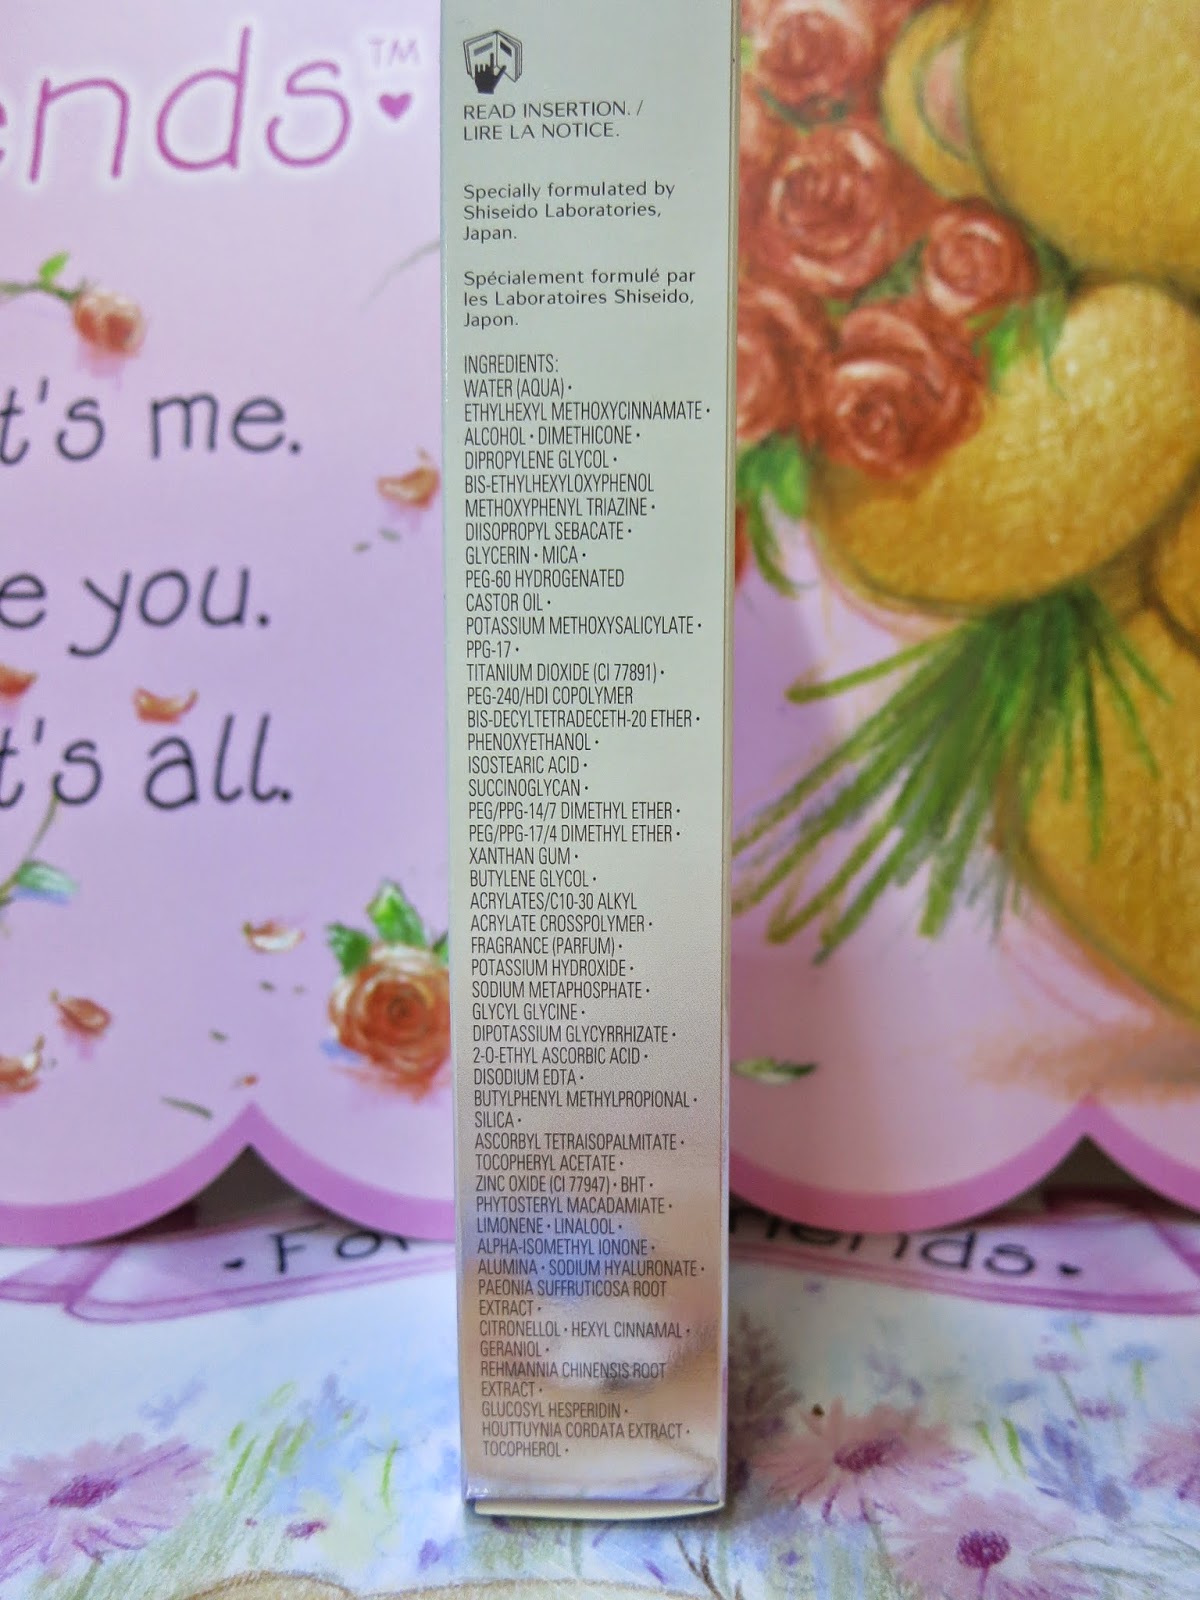 ends™
t's me.
e you.
t's all.
READ INSERTION. /
LIRE LA NOTICE.
Specially formulated by
Shiseido Laboratories,
Japan.
Spécialement formulé par
les Laboratoires Shiseido,
Japon.
INGREDIENTS:
WATER (AQUA)•
ETHYLHEXYL METHOXYCINNAMATE•
ALCOHOL•DIMETHICONE•
DIPROPYLENE GLYCOL•
BIS-ETHYLHEXYLOXYPHENOL
METHOXYPHENYL TRIAZINE•
DIISOPROPYL SEBACATE•
GLYCERIN•MICA•
PEG-60 HYDROGENATED
CASTOR OIL•
POTASSIUM METHOXYSALICYLATE•
PPG-17•
TITANIUM DIOXIDE (CI 77891)•
PEG-240/HDI COPOLYMER
BIS-DECYLTETRADECETH-20 ETHER•
PHENOXYETHANOL•
ISOSTEARIC ACID•
SUCCINOGLYCAN•
PEG/PPG-14/7 DIMETHYL ETHER•
PEG/PPG-17/4 DIMETHYL ETHER•
XANTHAN GUM•
BUTYLENE GLYCOL•
ACRYLATES/C10-30 ALKYL
ACRYLATE CROSSPOLYMER•
FRAGRANCE (PARFUM)•
POTASSIUM HYDROXIDE•
SODIUM METAPHOSPHATE•
GLYCYL GLYCINE•
DIPOTASSIUM GLYCYRRHIZATE•
2-O-ETHYL ASCORBIC ACID•
DISODIUM EDTA•
BUTYLPHENYL METHYLPROPIONAL•
SILICA•
ASCORBYL TETRAISOPALMITATE•
TOCOPHERYL ACETATE•
ZINC OXIDE (CI 77947)•BHT•
PHYTOSTERYL MACADAMIATE•
LIMONENE•LINALOOL•
ALPHA-ISOMETHYL IONONE•
ALUMINA•SODIUM HYALURONATE•
PAEONIA SUFFRUTICOSA ROOT
EXTRACT•
CITRONELLOL•HEXYL CINNAMAL•
GERANIOL•
REHMANNIA CHINENSIS ROOT
EXTRACT•
GLUCOSYL HESPERIDIN•
HOUTTUYNIA CORDATA EXTRACT•
TOCOPHEROL•